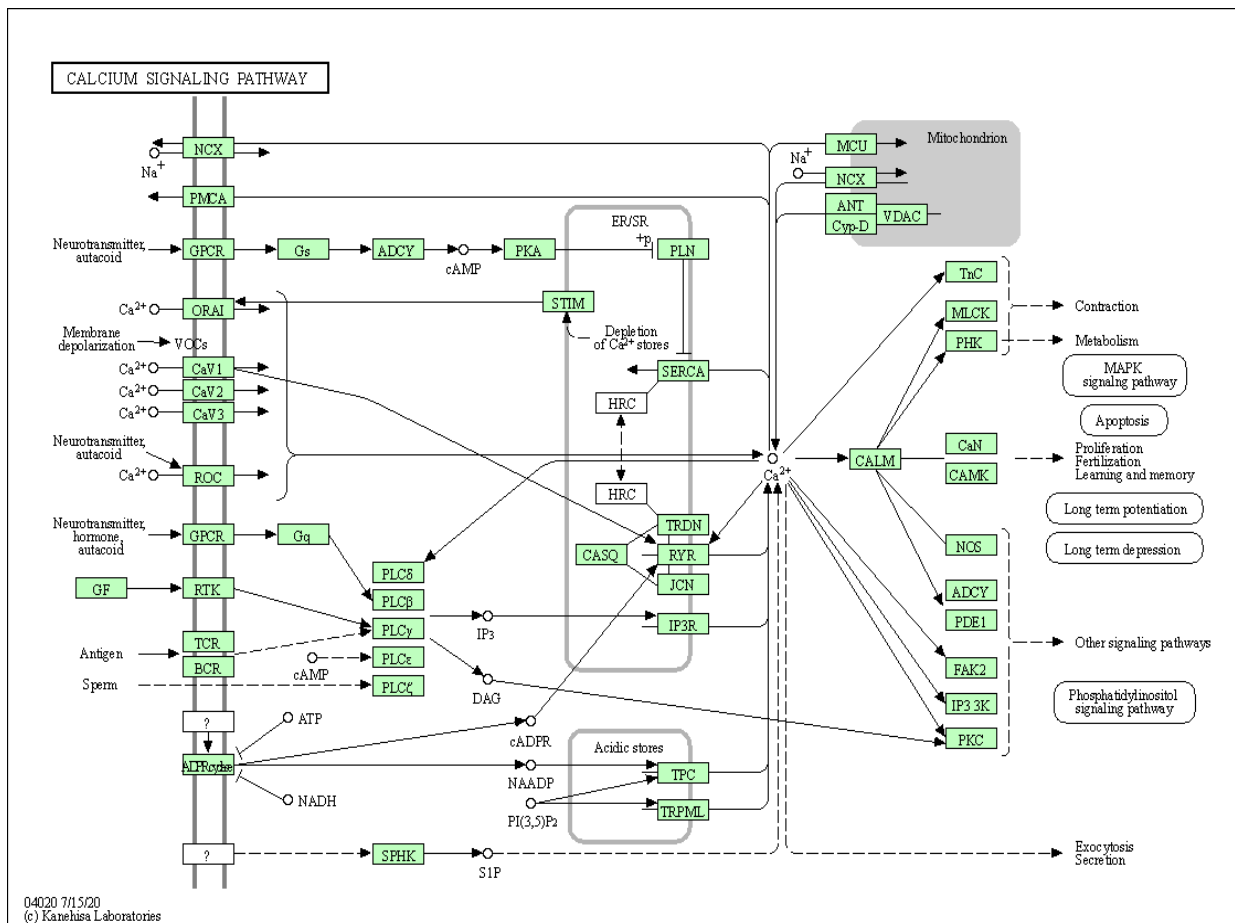 CALCIUM SIGNALING PATHWAY
NCX
Na+
PMCA
MCU
Mitochondrion
Na+
NCX
ANT
VDAC
Cyp-D
Neurotransmitter,
autacoid
GPCR
Gs
ADCY
cAMP
PKA
ER/SR
+p
PLN
Ca2+
ORAI
STIM
Depletion
of Ca2+ stores
Membrane
depolarization
VOCs
Ca2+
CaV1
Ca2+
CaV2
Ca2+
CaV3
SERCA
HRC
Neurotransmitter,
autacoid
Ca2+
ROC
HRC
Ca2+
CALM
TnC
MLCK
PHK
Contraction
Metabolism
MAPK
signaling pathway
Apoptosis
CaN
CAMK
Proliferation
Fertilization
Learning and memory
Long term potentiation
Long term depression
Neurotransmitter,
hormone,
autacoid
GPCR
Gq
TRDN
CASQ
RYR
JCN
NOS
ADCY
PDE1
FAK2
IP3 3K
PKC
Other signaling pathways
Phosphatidylinositol
signaling pathway
GF
RTK
PLCδ
PLCβ
PLCγ
PLCε
PLCζ
IP3
IP3R
Antigen
TCR
BCR
cAMP
Sperm
DAG
?
ATP
cADPR
NADH
NAADP
PI(3,5)P2
Acidic stores
TPC
TRPML
?
SPHK
S1P
Exocytosis
Secretion
04020 7/15/20
(c) Kanehisa Laboratories